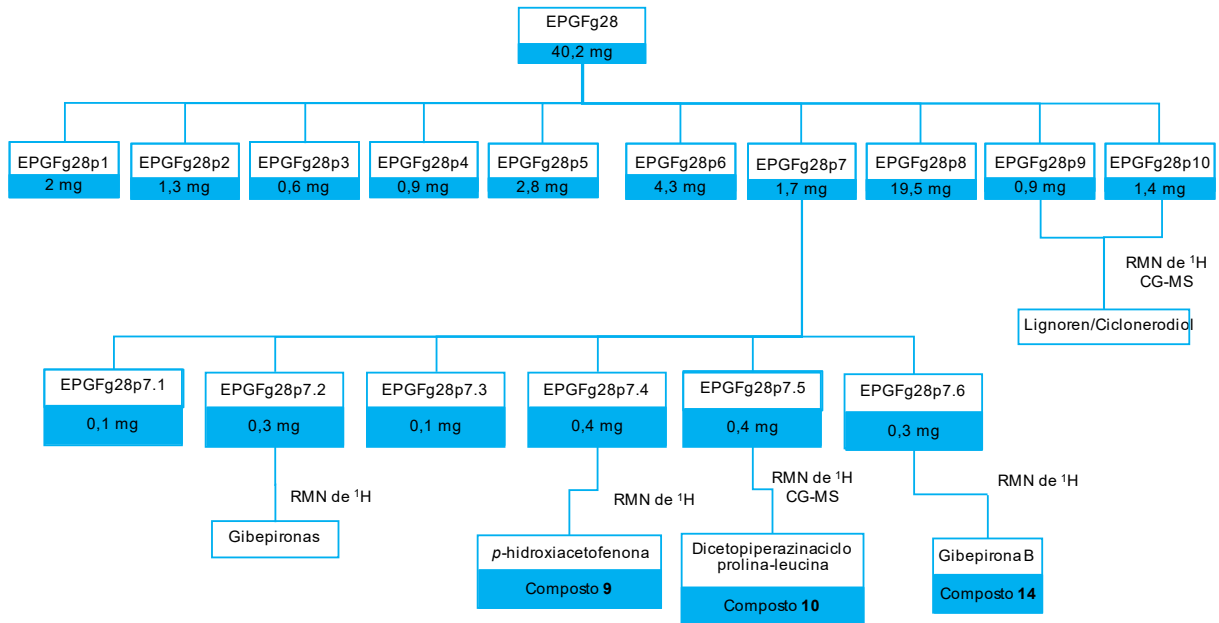 EPGFg28
40,2 mg
EPGFg28p1
2 mg
EPGFg28p2
1,3 mg
EPGFg28p3
0,6 mg
EPGFg28p4
0,9 mg
EPGFg28p5
2,8 mg
EPGFg28p6
4,3 mg
EPGFg28p7
1,7 mg
EPGFg28p8
19,5 mg
EPGFg28p9
0,9 mg
EPGFg28p10
1,4 mg
RMN de ¹H
CG-MS
Lignoren/Ciclonerodiol
EPGFg28p7.1
0,1 mg
EPGFg28p7.2
0,3 mg
EPGFg28p7.3
0,1 mg
EPGFg28p7.4
0,4 mg
EPGFg28p7.5
0,4 mg
EPGFg28p7.6
0,3 mg
RMN de ¹H
Gibepironas
RMN de ¹H
p-hidroxiacetofenona
Composto 9
RMN de ¹H
CG-MS
Dicetopiperazinaciclo
prolina-leucina
Composto 10
RMN de ¹H
Gibepirona B
Composto 14